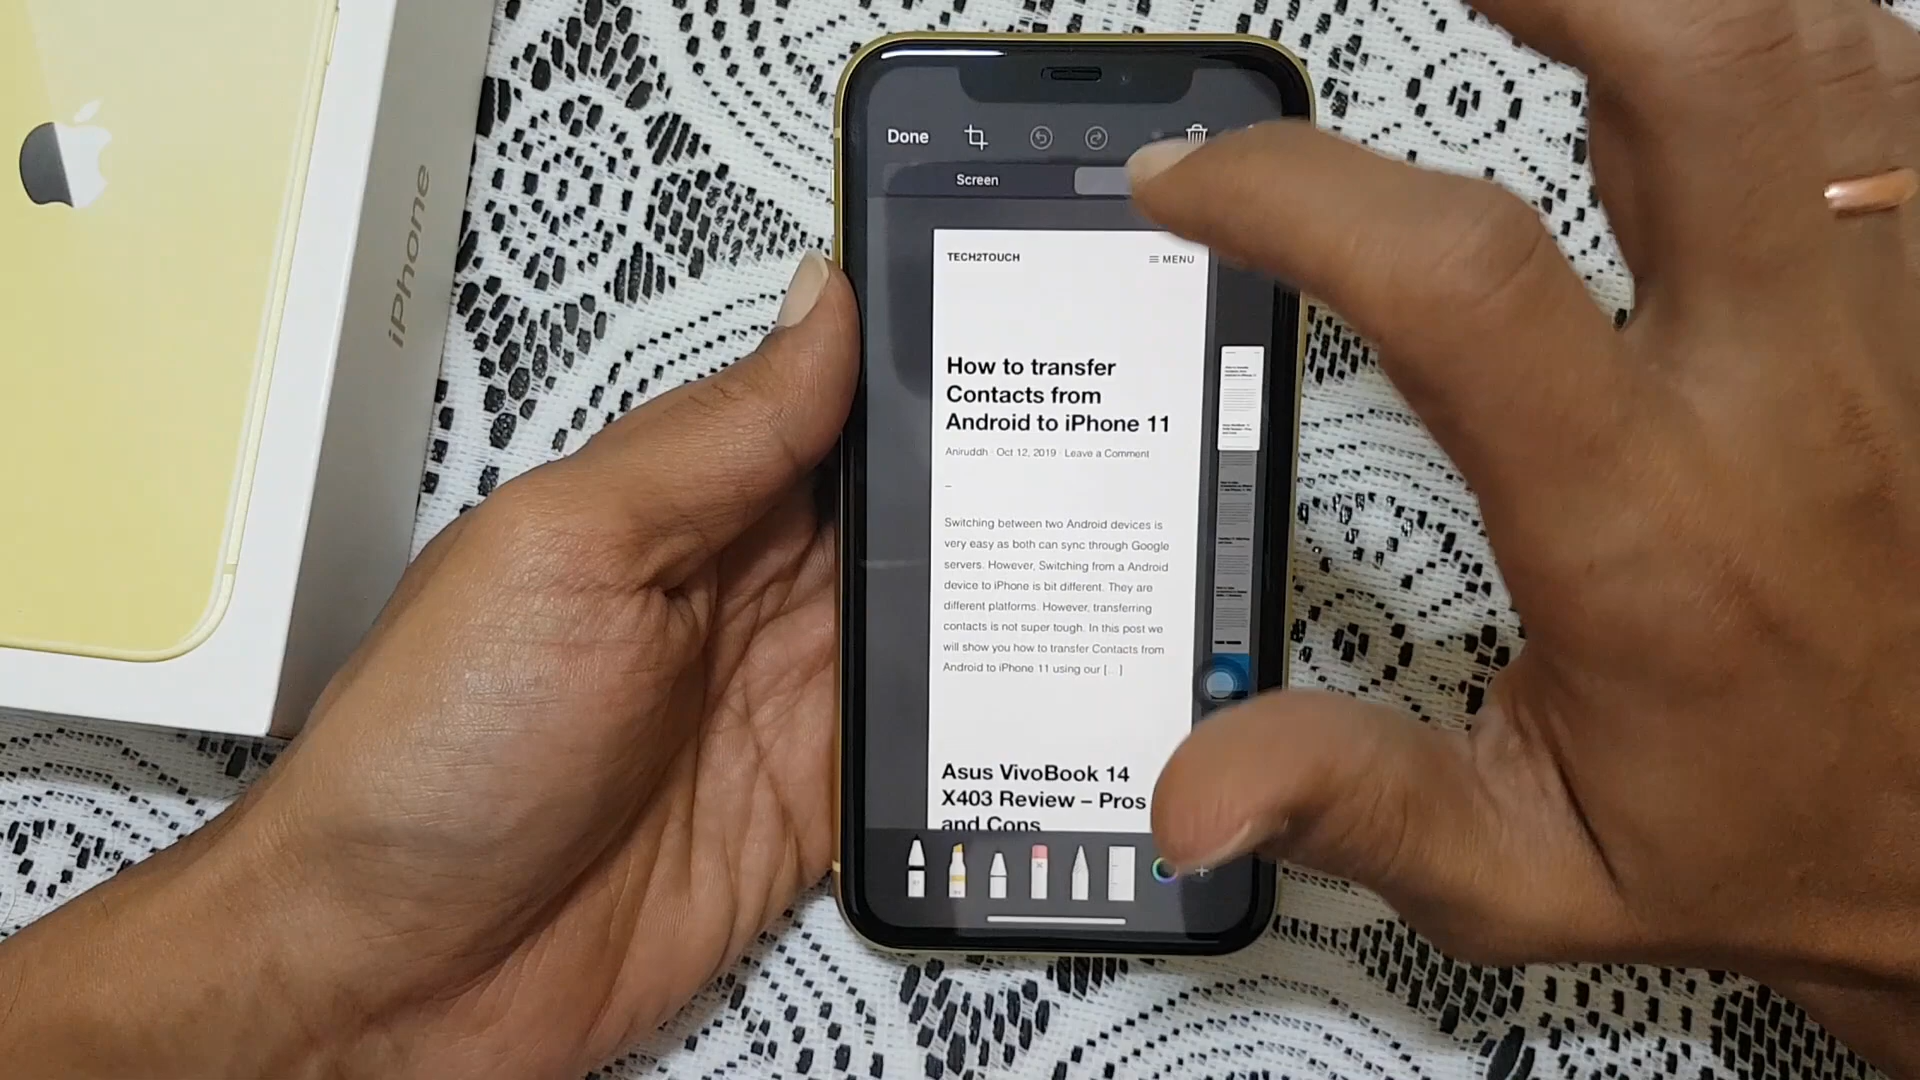 iPhone
Done
Screen
TECH2TOUCH
MENU
How to transfer
Contacts from
Android to iPhone 11
Aniruddh Oct 12, 2019 Leave a Comment
–
Switching between two Android devices is
very easy as both can sync through Google
servers. However, Switching from a Android
device to iPhone is bit different. They are
different platforms. However, transferring
contacts is not super tough. In this post we
will show you how to transfer Contacts from
Android to iPhone 11 using our [...]
Asus VivoBook 14
X403 Review – Pros
and Cons